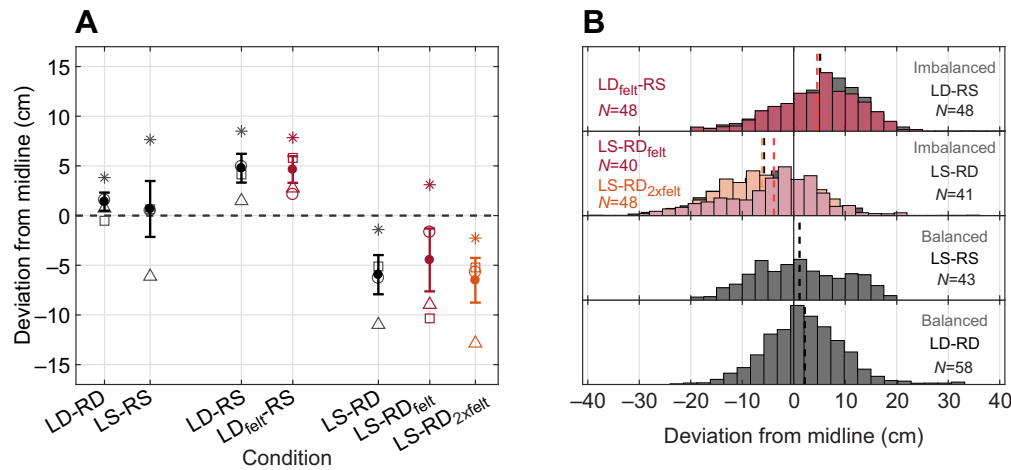 A
Deviation from midline (cm)
15
10
5
0
–5
–10
–15
LD-RD
LS-RS
LD-RS
LDfelt-RS
LS-RD
LS-RDfelt
LS-RD2xfelt
Condition
B
LDfelt-RS
N=48
Imbalanced
LD-RS
N=48
LS-RDfelt
N=40
LS-RD2xfelt
N=48
Imbalanced
LS-RD
N=41
Balanced
LS-RS
N=43
Balanced
LD-RD
N=58
–40 –30 –20 –10 0 10 20 30 40
Deviation from midline (cm)